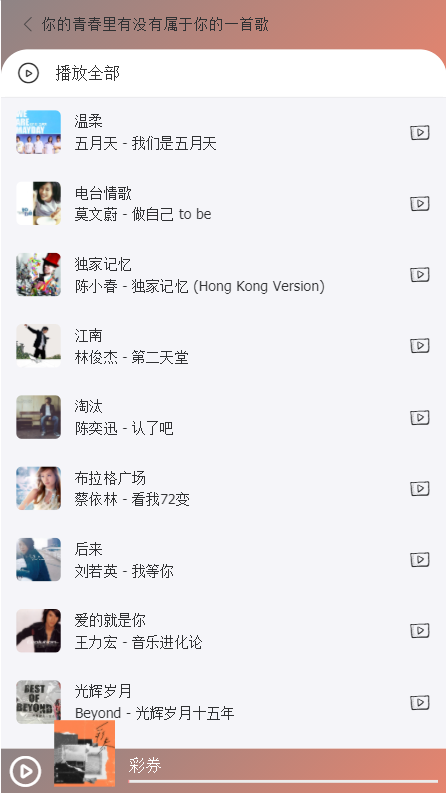 你的青春里有没有属于你的一首歌
播放全部
WE
ARE
MAYDAY
温柔
五月天 - 我们是五月天
电台情歌
莫文蔚 - 做自己 to be
独家记忆
陈小春 - 独家记忆 (Hong Kong Version)
江南
林俊杰 - 第二天堂
淘汰
陈奕迅 - 认了吧
布拉格广场
蔡依林 - 看我72变
后来
刘若英 - 我等你
爱的就是你
王力宏 - 音乐进化论
BEST
OF
BEYOND
光辉岁月
Beyond - 光辉岁月十五年
彩券